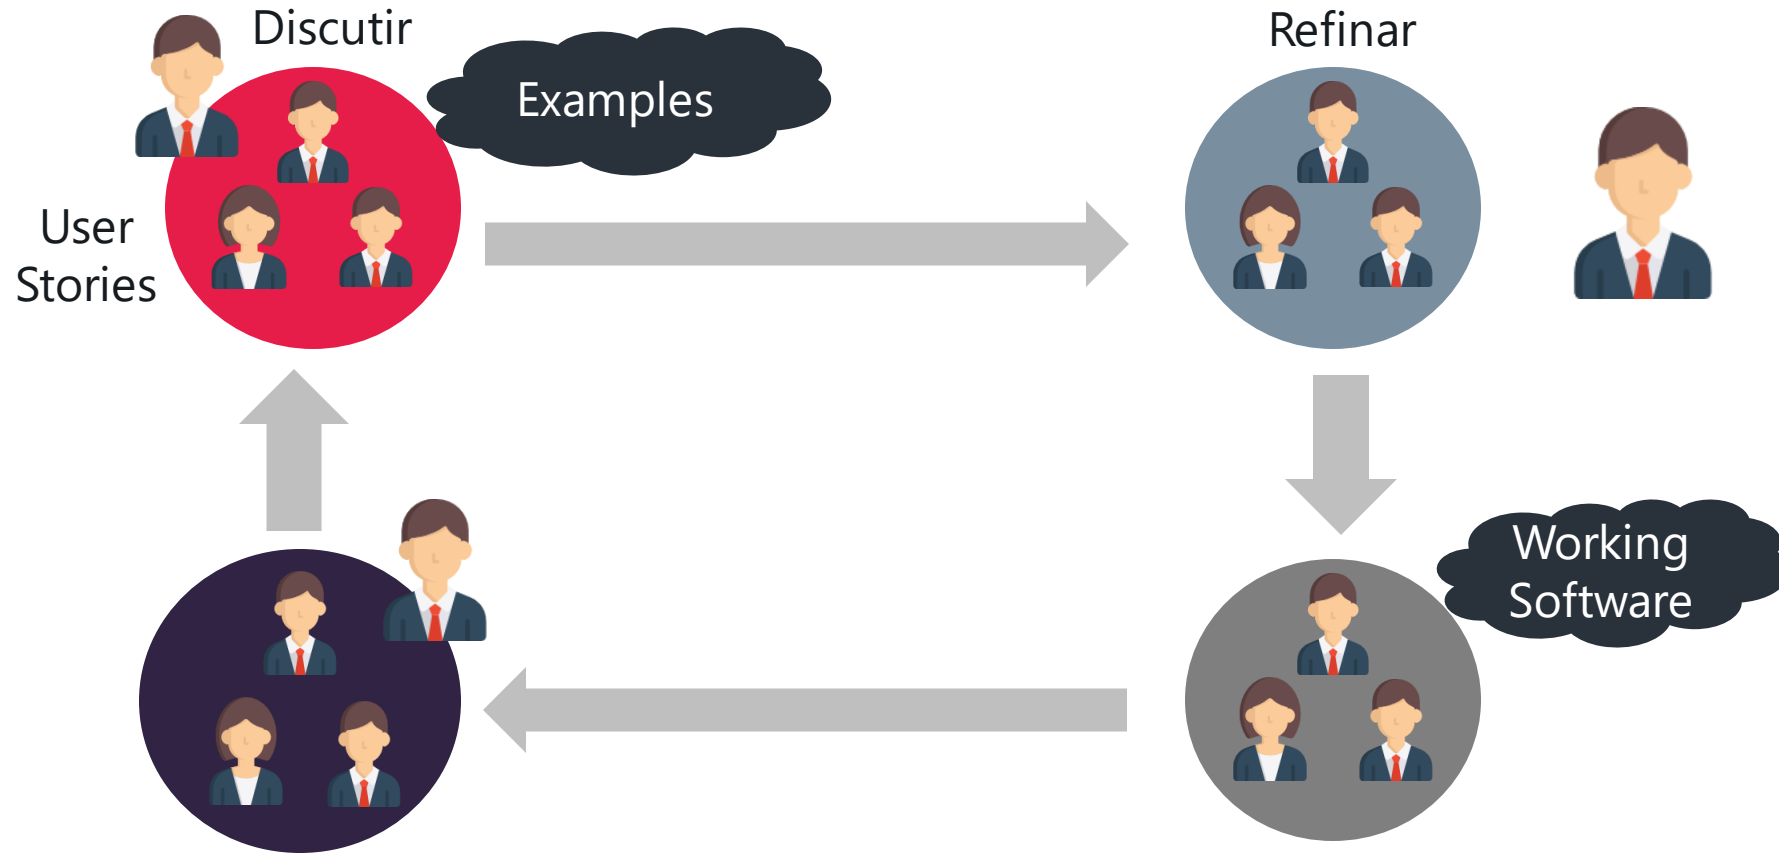 Discutir
Examples
Refinar
User
Stories
Working
Software